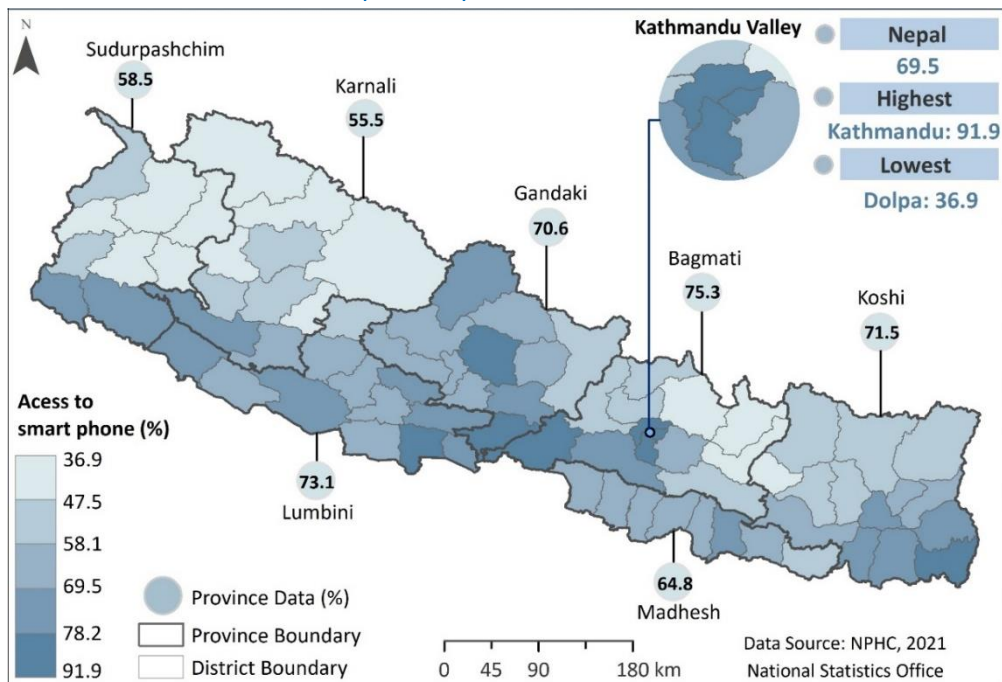 N
Sudurpashchim
58.5
Karnali
55.5
Gandaki
70.6
Bagmati
75.3
Koshi
71.5
Kathmandu Valley
Nepal
69.5
Highest
Kathmandu: 91.9
Lowest
Dolpa: 36.9
Acess to
smart phone (%)
36.9
47.5
58.1
69.5
78.2
91.9
73.1
Lumbini
64.8
Madhesh
Province Data (%)
Province Boundary
District Boundary
0 45 90 180 km
Data Source: NPHC, 2021
National Statistics Office